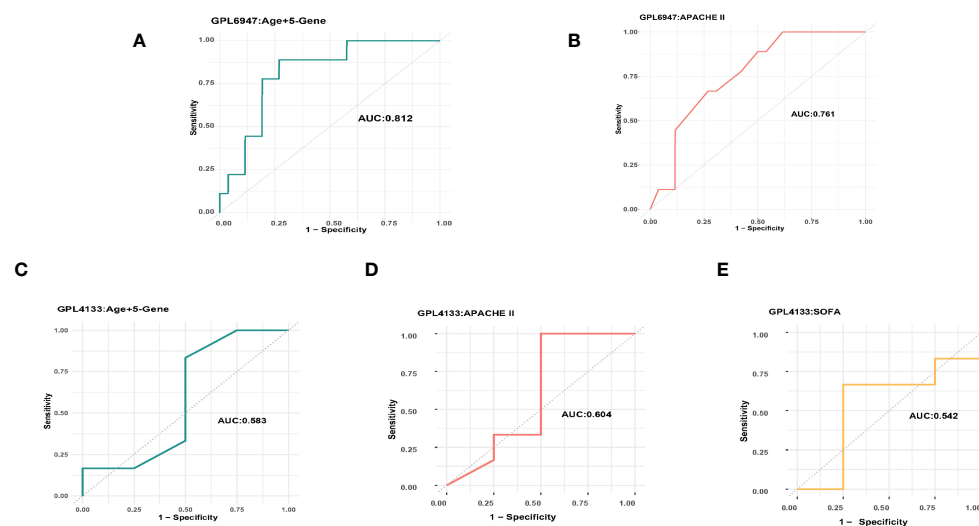 A
GPL6947:Age+5-Gene
1.00
0.75
0.50
0.25
0.00
Sensitivity
AUC:0.812
0.00 0.25 0.50 0.75 1.00
1 − Specificity
B
GPL6947:APACHE II
1.00
0.75
0.50
0.25
0.00
Sensitivity
AUC:0.761
0.00 0.25 0.50 0.75 1.00
1 − Specificity
C
GPL4133:Age+5-Gene
1.00
0.75
0.50
0.25
0.00
Sensitivity
AUC:0.583
0.00 0.25 0.50 0.75 1.00
1 − Specificity
D
GPL4133:APACHE II
1.00
0.75
0.50
0.25
0.00
Sensitivity
AUC:0.604
0.00 0.25 0.50 0.75 1.00
1 − Specificity
E
GPL4133:SOFA
1.00
0.75
0.50
0.25
0.00
Sensitivity
AUC:0.542
0.00 0.25 0.50 0.75 1.00
1 − Specificity